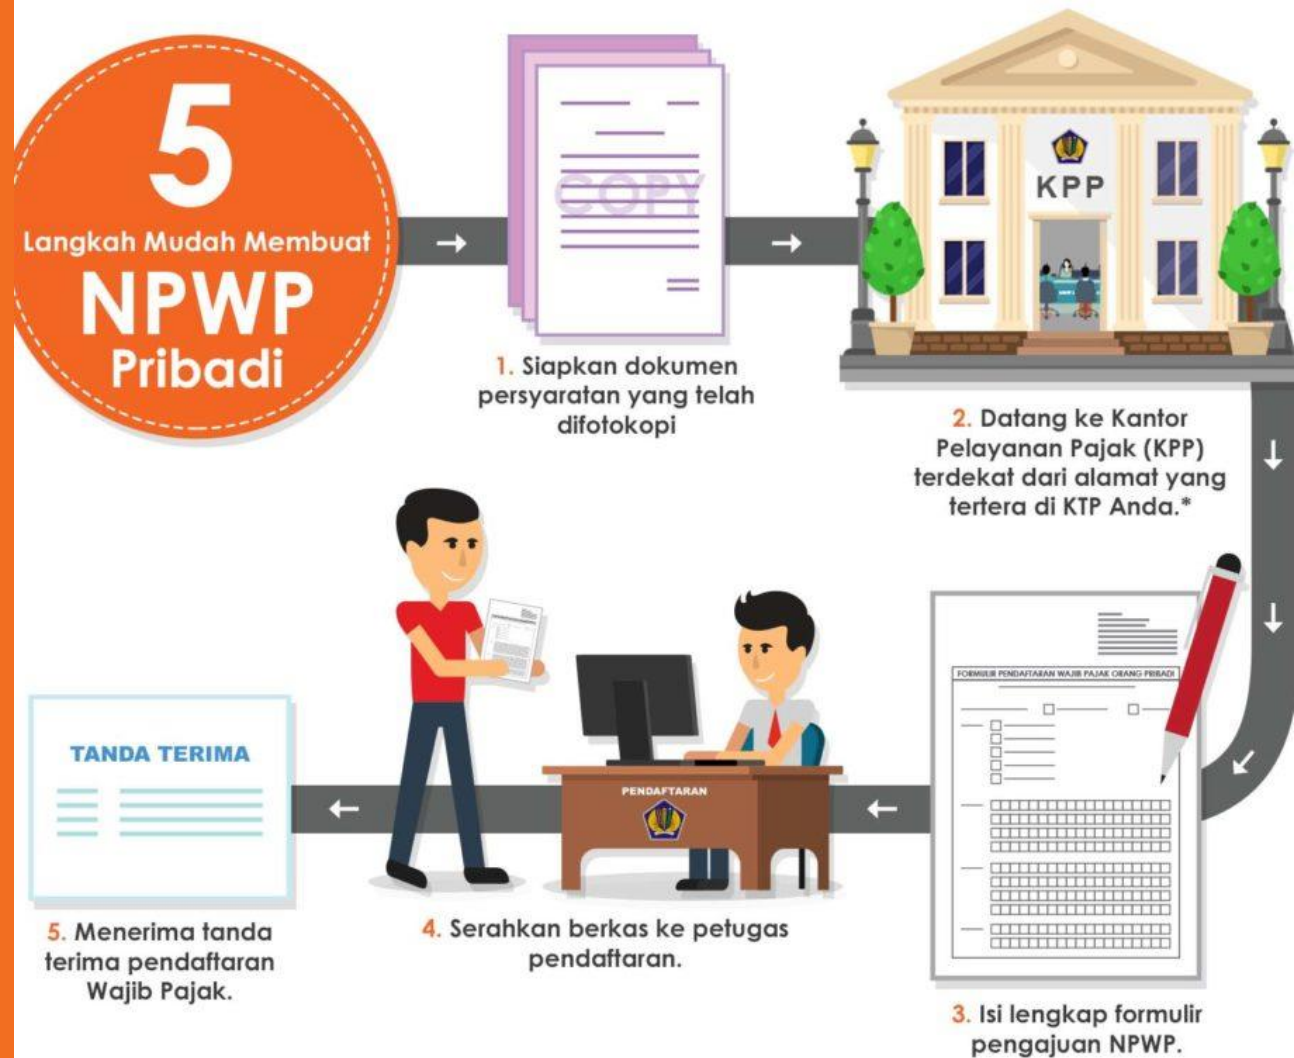 5
Langkah Mudah Membuat
NPWP
Pribadi
COPY
1. Siapkan dokumen
persyaratan yang telah
difotokopi
KPP
2. Datang ke Kantor
Pelayanan Pajak (KPP)
terdekat dari alamat yang
tertera di KTP Anda.*
FORMULIR PENDAFTARAN WAJIB PAJAK ORANG PRIBADI
3. Isi lengkap formulir
pengajuan NPWP.
PENDAFTARAN
4. Serahkan berkas ke petugas
pendaftaran.
TANDA TERIMA
5. Menerima tanda
terima pendaftaran
Wajib Pajak.